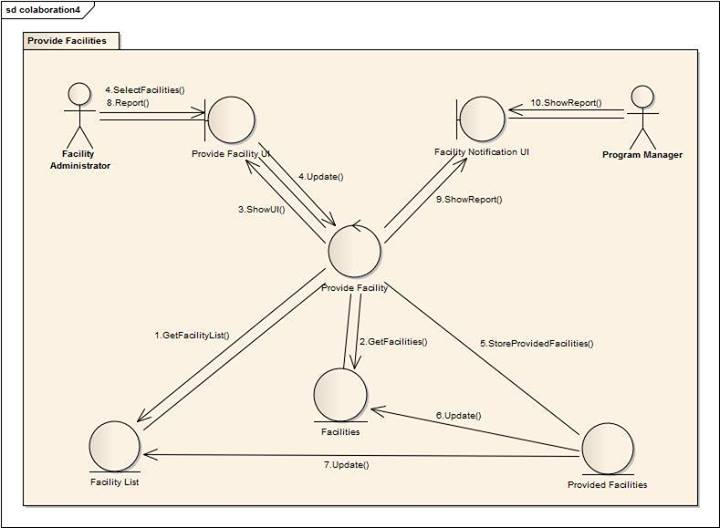 sd colaboration4
Provide Facilities
4.SelectFacilities()
8.Report()
10.ShowReport()
Facility
Administrator
Provide Facility UI
Facility Notification UI
Program Manager
4.Update()
3.ShowUI()
9.ShowReport()
Provide Facility
1.GetFacilityList()
2.GetFacilities()
5.StoreProvidedFacilities()
6.Update()
Facilities
7.Update()
Facility List
Provided Facilities